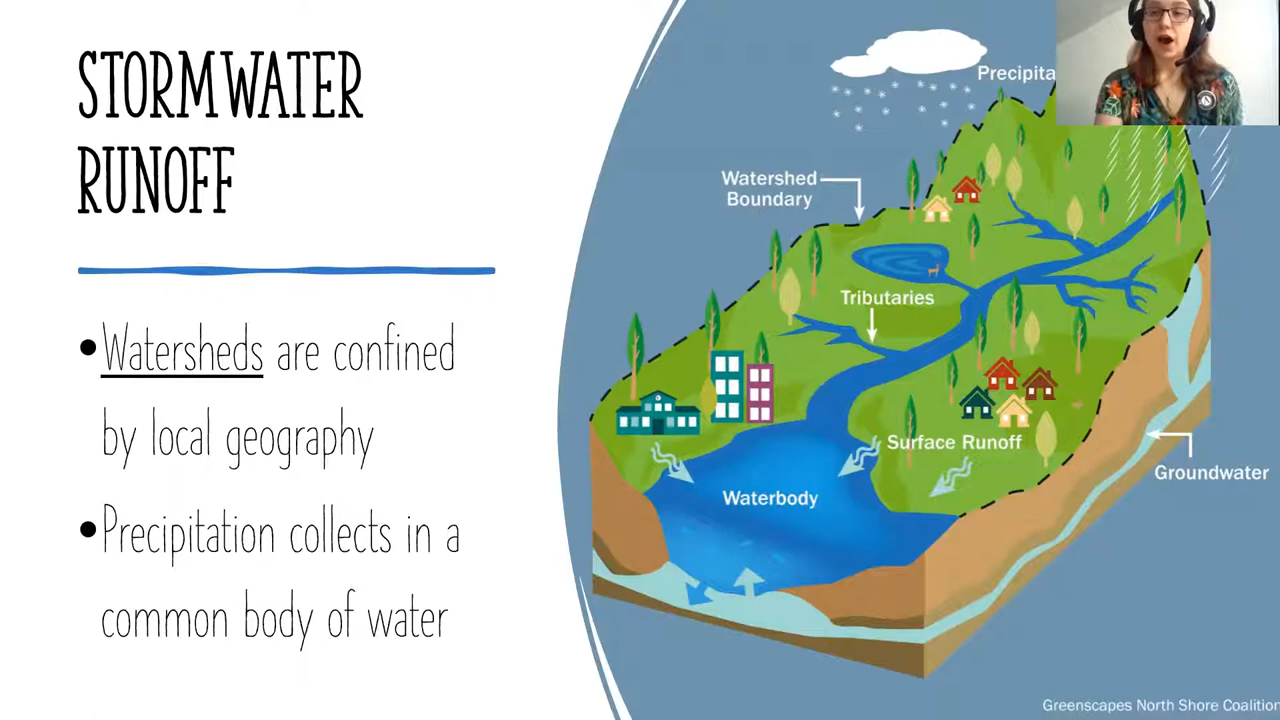 STORMWATER
RUNOFF
•Watersheds are confined
by local geography
•Precipitation collects in a
common body of water
Watershed
Boundary
Tributaries
Surface Runoff
Groundwater
Waterbody
Greenscapes North Shore Coalition